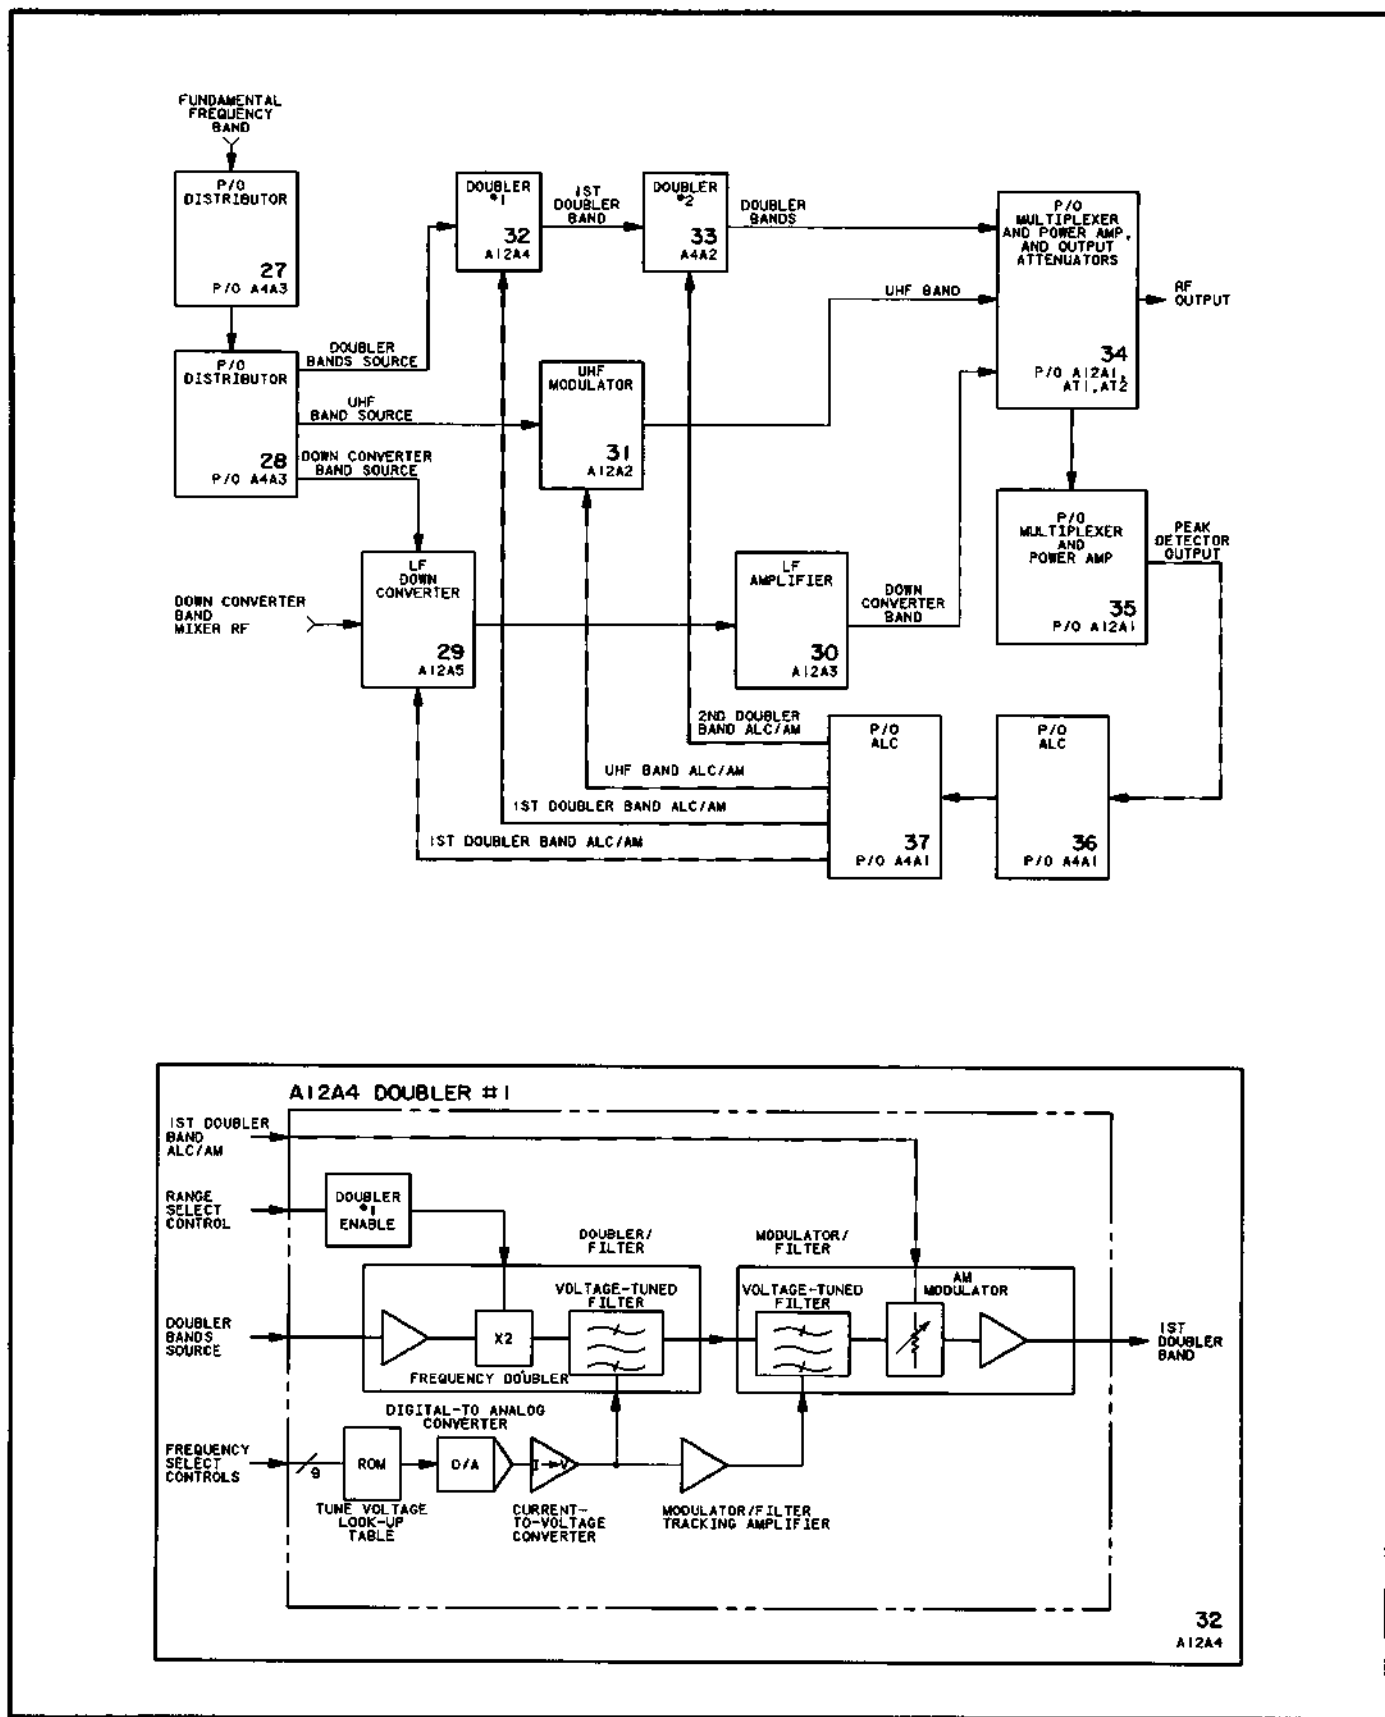 FUNDAMENTAL
FREQUENCY
BAND
P/O
DISTRIBUTOR
27
P/O A4A3
DOUBLER
#1
32
A12A4
1ST
DOUBLER
BAND
DOUBLER
#2
33
A4A2
DOUBLER
BANDS
P/O
MULTIPLEXER
AND POWER AMP,
AND OUTPUT
ATTENUATORS
34
P/O A12A1,
AT1,AT2
RF
OUTPUT
UHF BAND
P/O
DISTRIBUTOR
28
P/O A4A3
DOUBLER
BANDS SOURCE
UHF
BAND SOURCE
DOWN CONVERTER
BAND SOURCE
UHF
MODULATOR
31
A12A2
P/O
MULTIPLEXER
AND
POWER AMP
35
P/O A12A1
PEAK
DETECTOR
OUTPUT
DOWN CONVERTER
BAND
MIXER RF
LF
DOWN
CONVERTER
29
A12A5
LF
AMPLIFIER
30
A12A3
DOWN
CONVERTER
BAND
2ND DOUBLER
BAND ALC/AM
UHF BAND ALC/AM
1ST DOUBLER BAND ALC/AM
1ST DOUBLER BAND ALC/AM
P/O
ALC
37
P/O A4A1
P/O
ALC
36
P/O A4A1
A12A4 DOUBLER #1
1ST DOUBLER
BAND
ALC/AM
RANGE
SELECT
CONTROL
DOUBLER
#1
ENABLE
DOUBLER/
FILTER
MODULATOR/
FILTER
VOLTAGE-TUNED
FILTER
VOLTAGE-TUNED
FILTER
AM
MODULATOR
DOUBLER
BANDS
SOURCE
X2
FREQUENCY DOUBLER
1ST
DOUBLER
BAND
DIGITAL-TO ANALOG
CONVERTER
FREQUENCY
SELECT
CONTROLS
9
ROM
D/A
I→V
TUNE VOLTAGE
LOOK-UP
TABLE
CURRENT-
TO-VOLTAGE
CONVERTER
MODULATOR/FILTER
TRACKING AMPLIFIER
32
A12A4